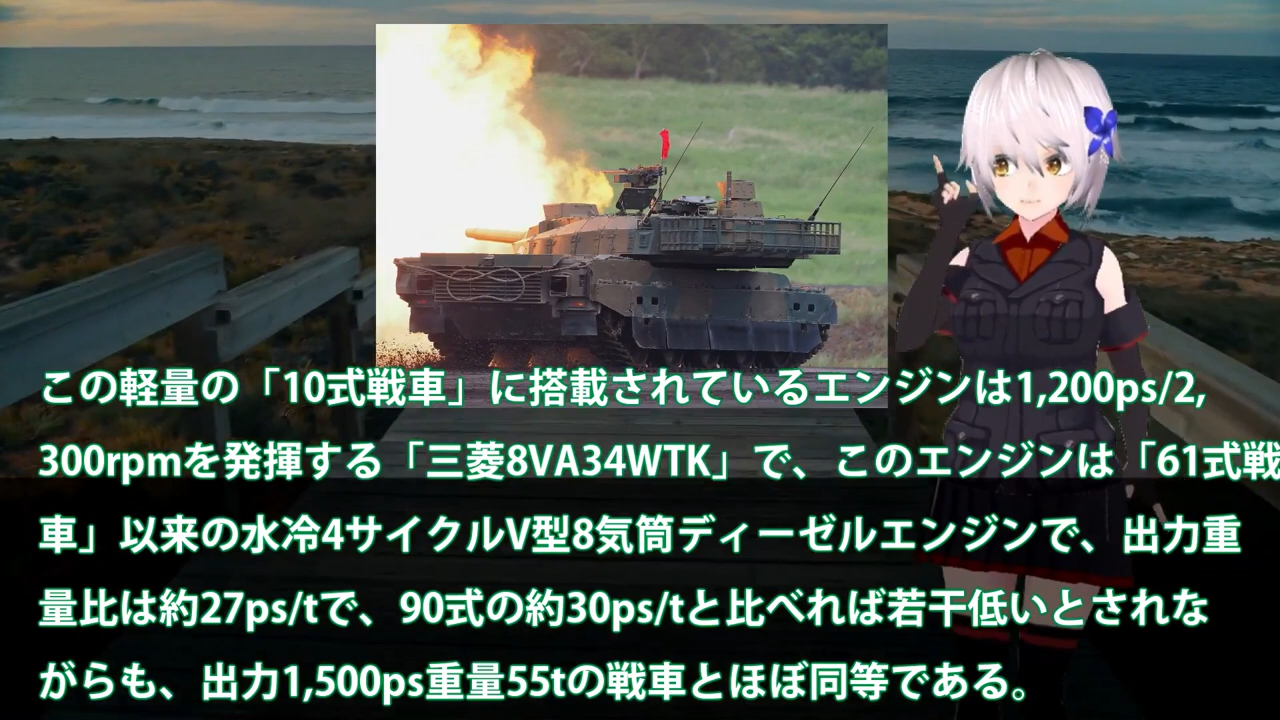 この軽量の「10式戦車」に搭載されているエンジンは1,200ps/2,
300rpmを発揮する「三菱8VA34WTK」で、このエンジンは「61式戦
車」以来の水冷4サイクルV型8気筒ディーゼルエンジンで、出力重
量比は約27ps/tで、90式の約30ps/tと比べれば若干低いとされな
がらも、出力1,500ps重量55tの戦車とほぼ同等である。